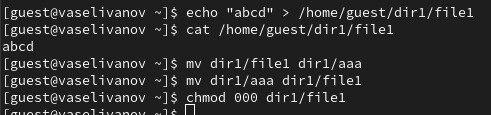 [guest@vaselivanov ~]$ echo "abcd" > /home/guest/dir1/file1
[guest@vaselivanov ~]$ cat /home/guest/dir1/file1
abcd
[guest@vaselivanov ~]$ mv dir1/file1 dir1/aaa
[guest@vaselivanov ~]$ mv dir1/aaa dir1/file1
[guest@vaselivanov ~]$ chmod 000 dir1/file1
[guest@vaselivanov ~]$